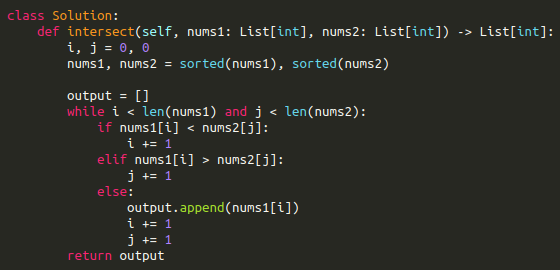 class Solution:
    def intersect(self, nums1: List[int], nums2: List[int]) -> List[int]:
        i, j = 0, 0
        nums1, nums2 = sorted(nums1), sorted(nums2)

        output = []
        while i < len(nums1) and j < len(nums2):
            if nums1[i] < nums2[j]:
                i += 1
            elif nums1[i] > nums2[j]:
                j += 1
            else:
                output.append(nums1[i])
                i += 1
                j += 1
        return output